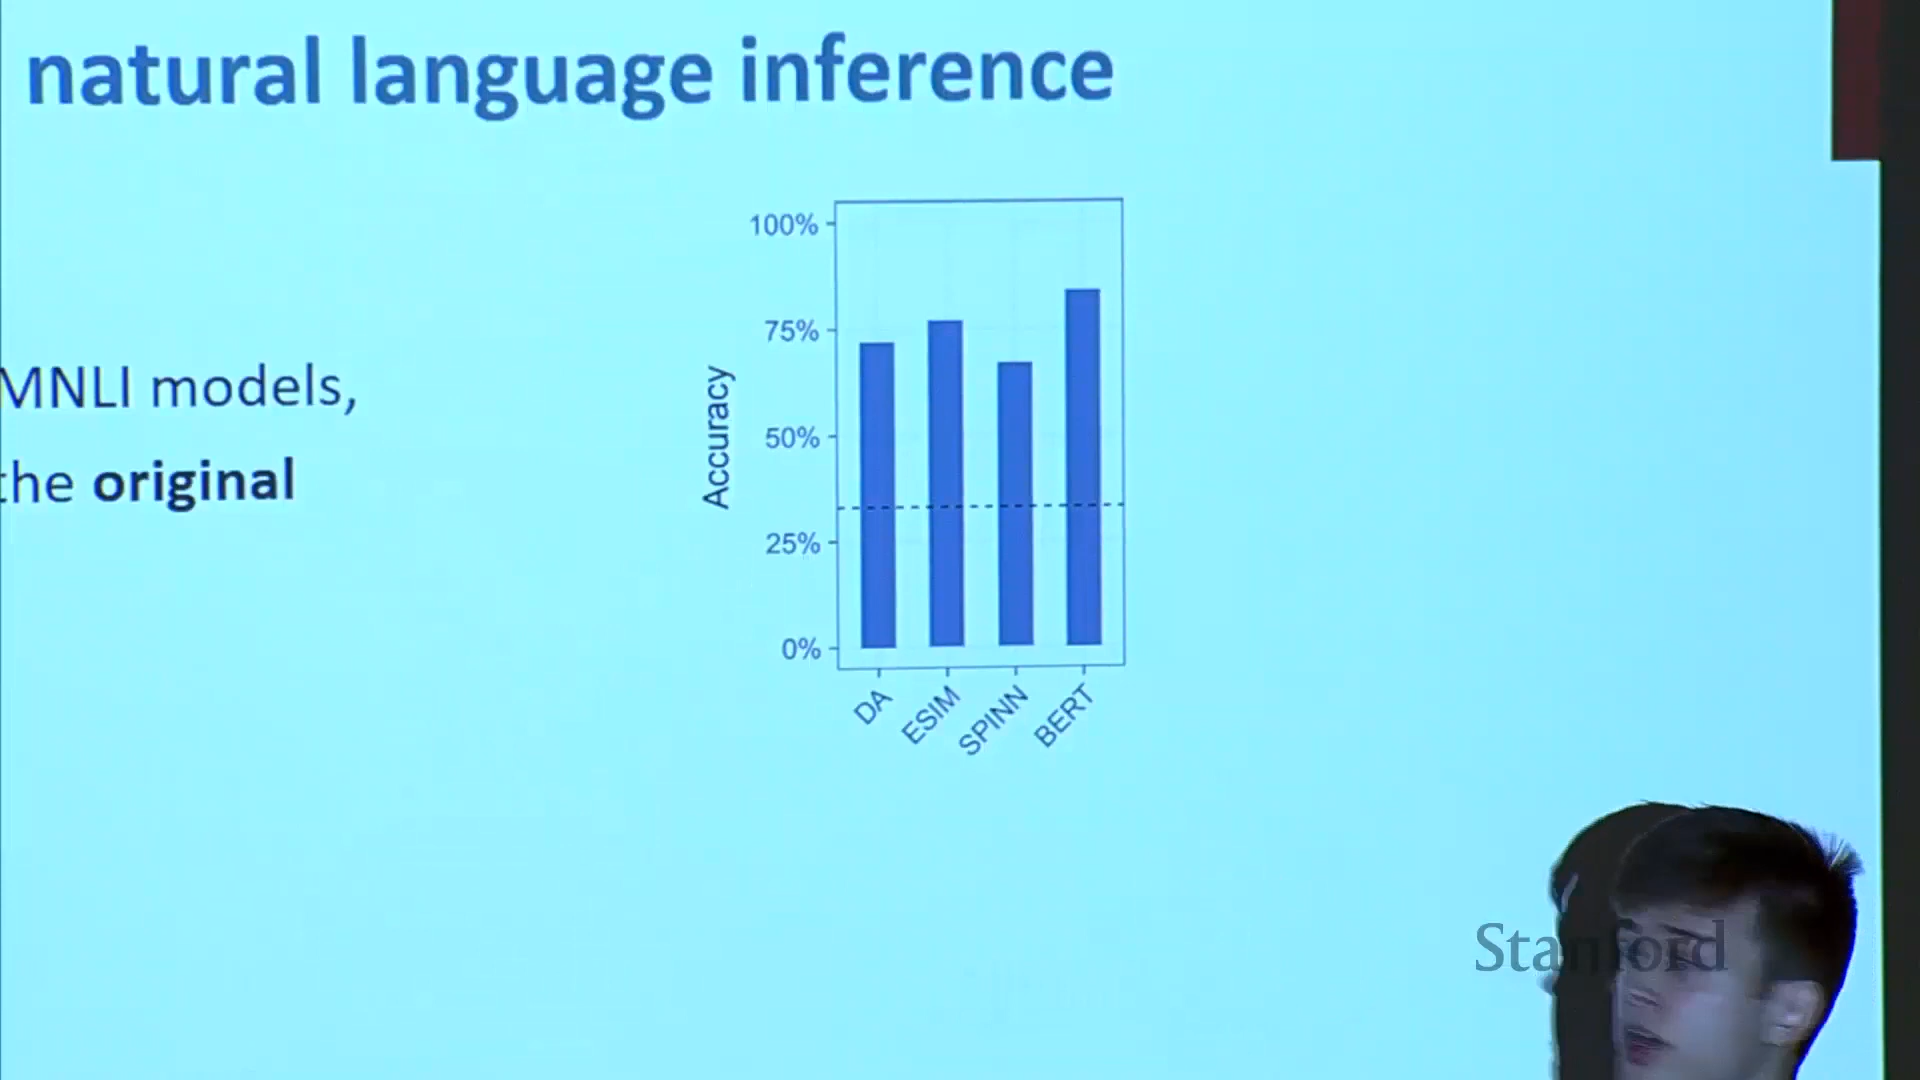 natural language inference
MNLI models,
the original
100%
75%
50%
25%
0%
Accuracy
DA
ESIM
SPINN
BERT
Stanford